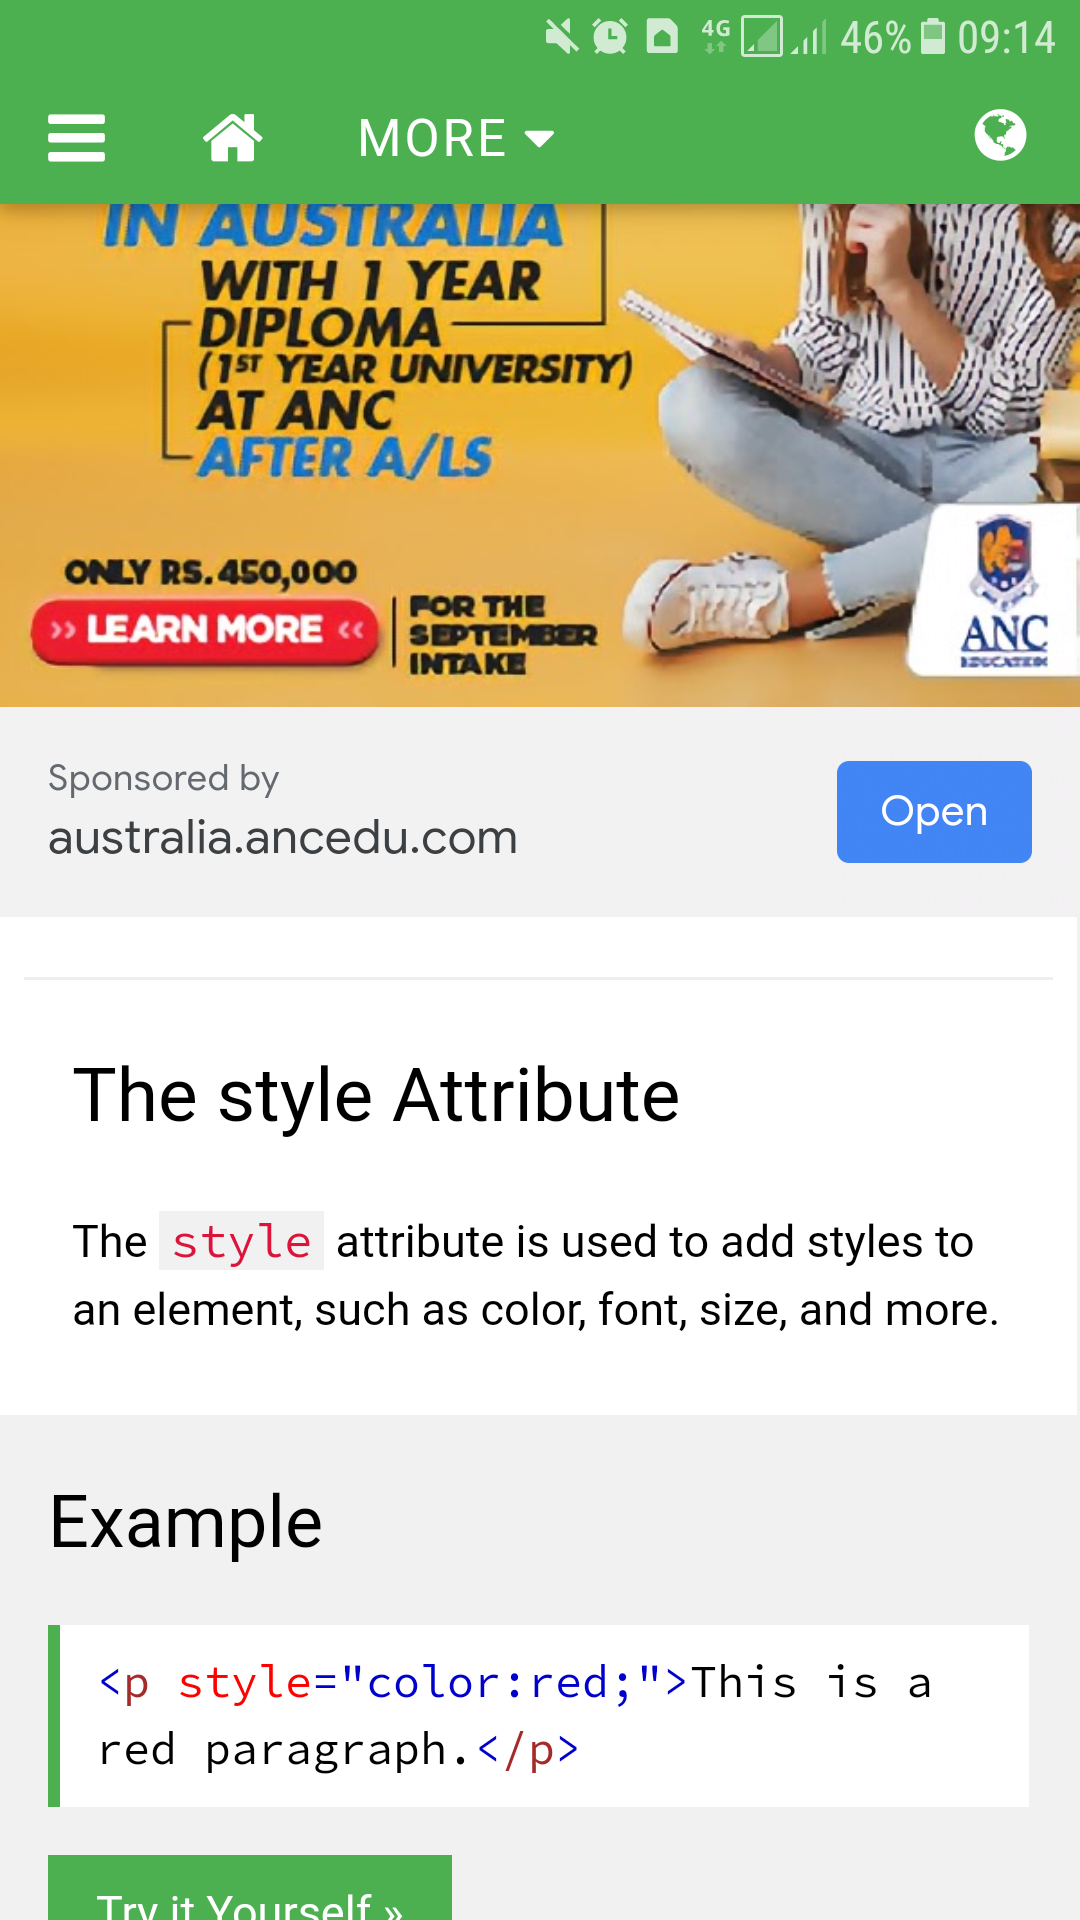 4G 46% 09:14
MORE
IN AUSTRALIA
WITH 1 YEAR
DIPLOMA
(1ST YEAR UNIVERSITY)
AT ANC
AFTER A/LS
ONLY RS.450,000
>> LEARN MORE <<
FOR THE
SEPTEMBER
INTAKE
ANC
EDUCATION
Sponsored by
australia.ancedu.com
Open
The style Attribute
The style attribute is used to add styles to
an element, such as color, font, size, and more.
Example
<p style="color:red;">This is a
red paragraph.</p>
Try it Yourself »